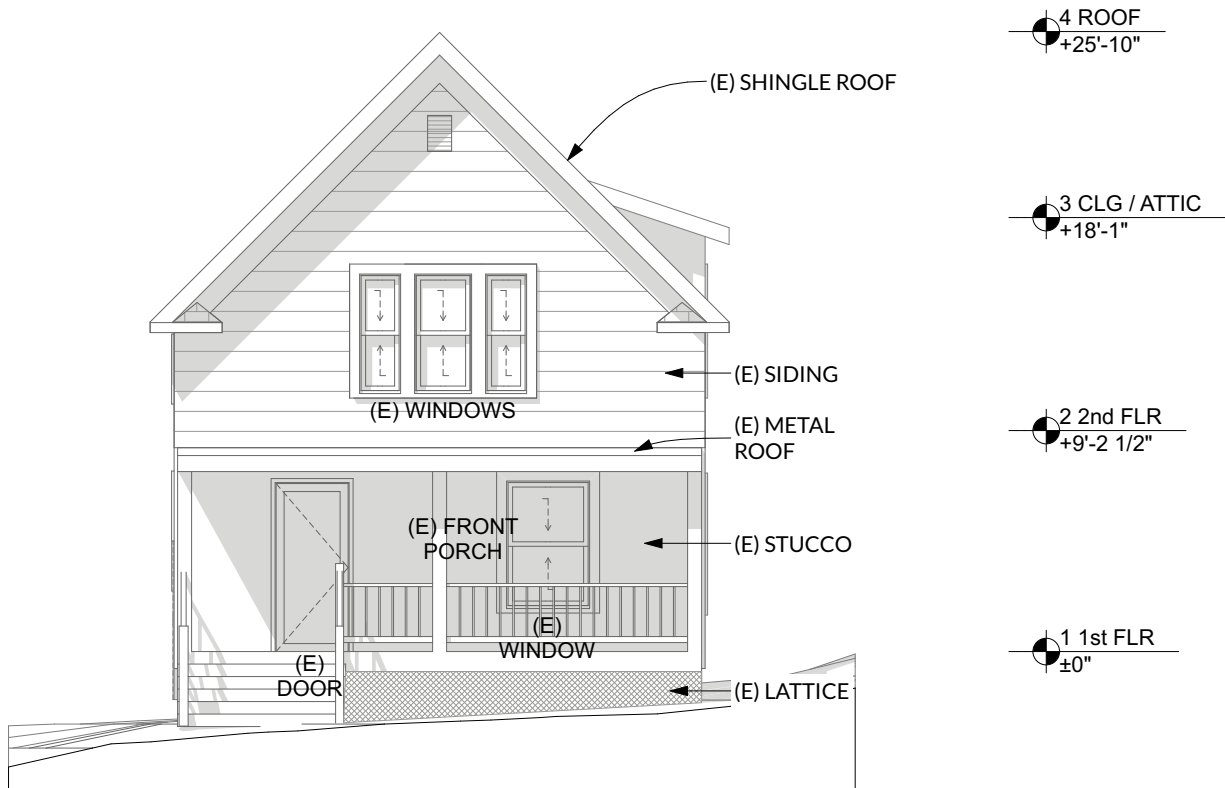 4 ROOF
+25'-10"
(E) SHINGLE ROOF
3 CLG / ATTIC
+18'-1"
(E) SIDING
(E) WINDOWS
(E) METAL
ROOF
2 2nd FLR
+9'-2 1/2"
(E) FRONT
PORCH
(E) STUCCO
(E)
WINDOW
(E)
DOOR
1 1st FLR
±0"
(E) LATTICE